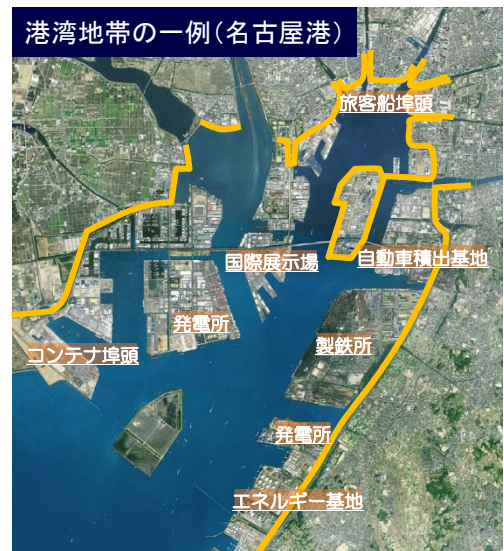 港湾地帯の一例(名古屋港)
旅客船埠頭
国際展示場
自動車積出基地
発電所
製鉄所
コンテナ埠頭
発電所
エネルギー基地